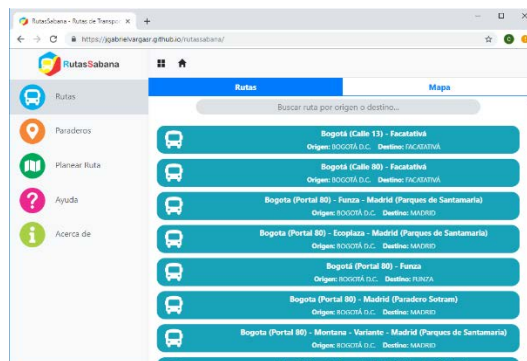 RutasSabana - Rutas de Transpor
https://jgabrielvargasr.github.io/rutassabana/
RutasSabana
Rutas
Mapa
Buscar ruta por origen o destino...
Rutas
Paraderos
Planear Ruta
Ayuda
Acerca de
Bogotá (Calle 13) - Facatativá
Origen: BOGOTÁ D.C. Destino: FACATATIVÁ
Bogotá (Calle 80) - Facatativá
Origen: BOGOTÁ D.C. Destino: FACATATIVÁ
Bogota (Portal 80) - Funza - Madrid (Parques de Santamaria)
Origen: BOGOTÁ D.C. Destino: MADRID
Bogota (Portal 80) - Ecoplaza - Madrid (Parques de Santamaria)
Origen: BOGOTÁ D.C. Destino: MADRID
Bogotá (Portal 80) - Funza
Origen: BOGOTÁ D.C. Destino: FUNZA
Bogota (Portal 80) - Madrid (Paradero Sotram)
Origen: BOGOTÁ D.C. Destino: MADRID
Bogota (Portal 80) - Montana - Variante - Madrid (Parques de Santamaria)
Origen: BOGOTÁ D.C. Destino: MADRID